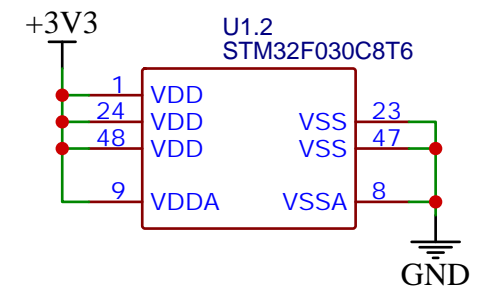 +3V3
U1.2
STM32F030C8T6
1 VDD
24 VDD VSS 23
48 VDD VSS 47
9 VDDA VSSA 8
GND